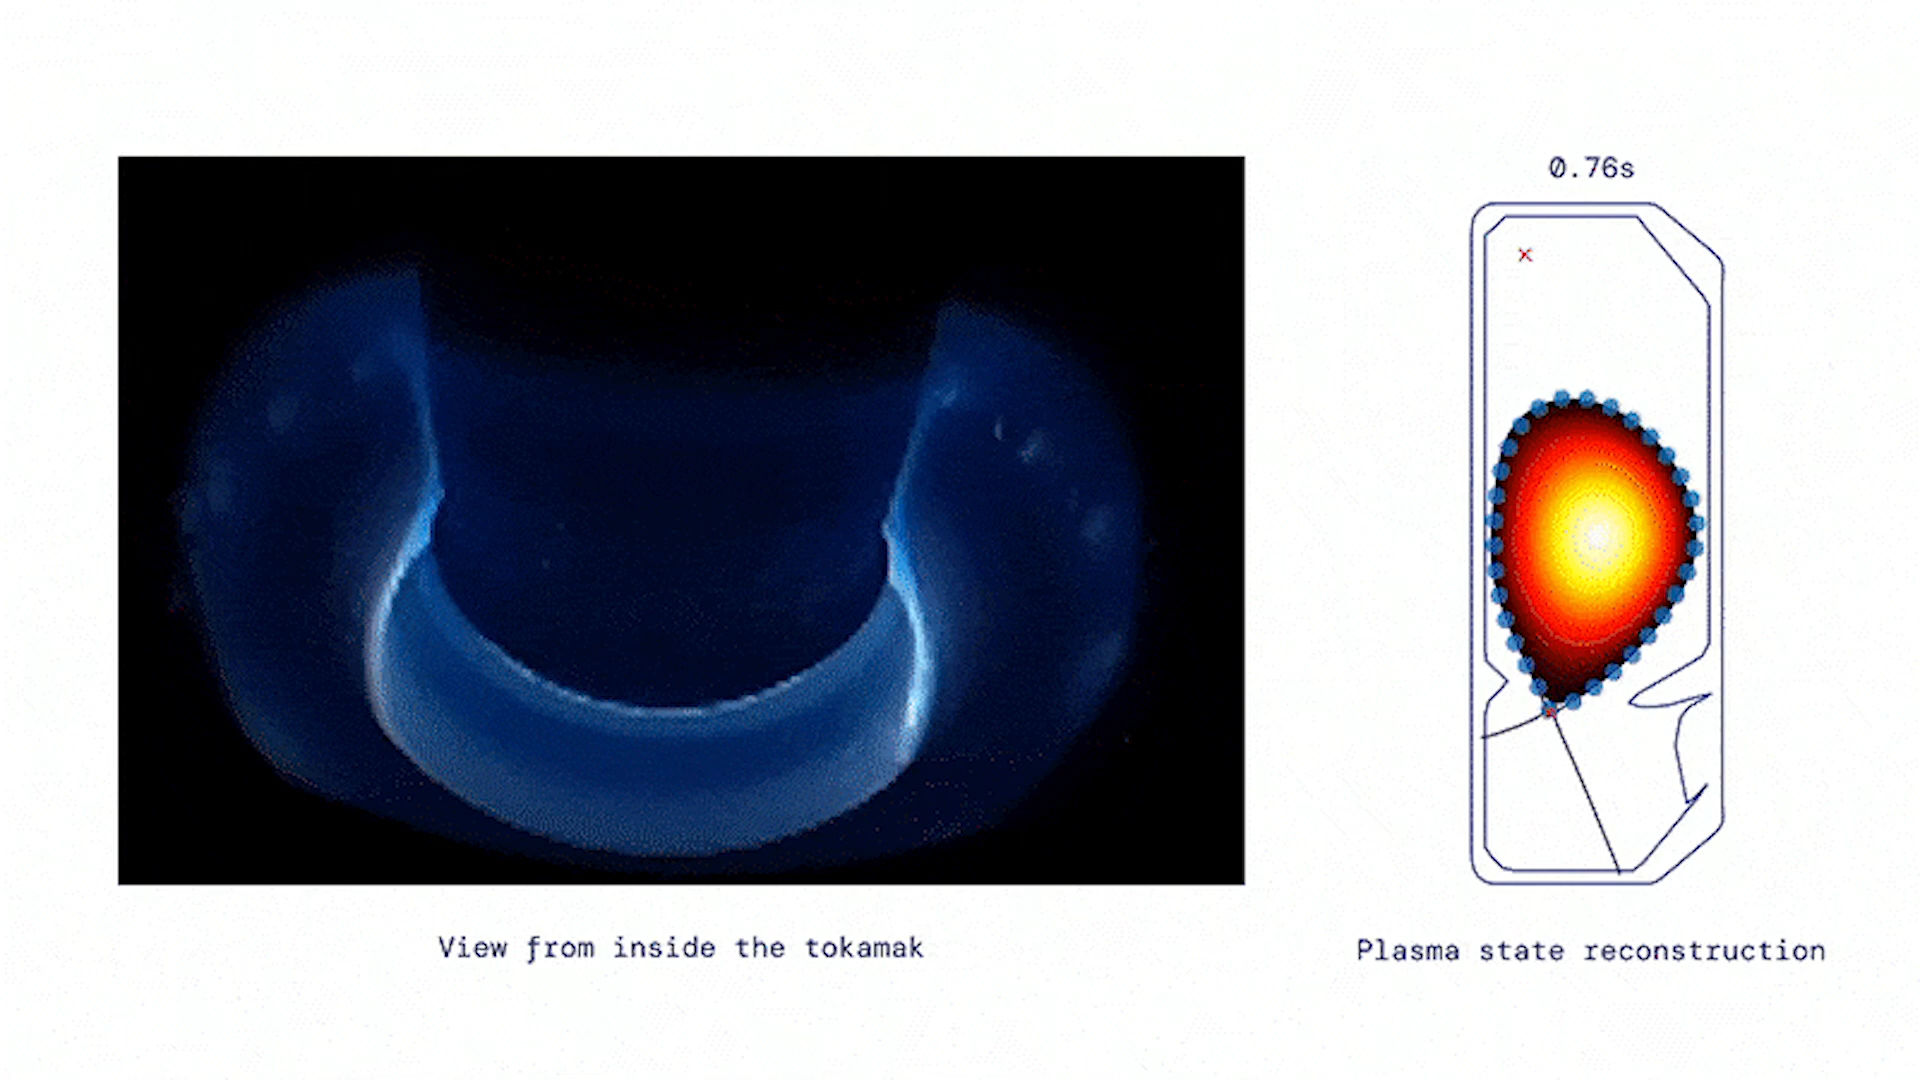 0.76s
View from inside the tokamak
Plasma state reconstruction